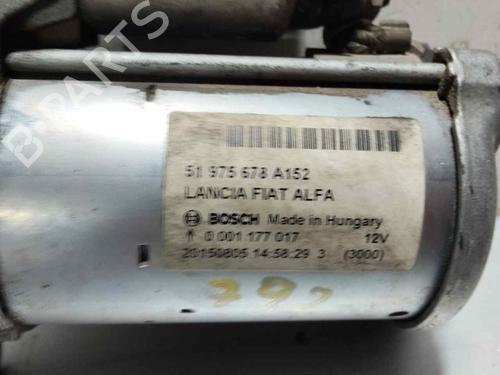 51 975 678 A152
LANCIA FIAT ALFA
BOSCH Made in Hungary
0 001 177 017 12V
20150805 14:58:29 3 (3000)
B-PARTS